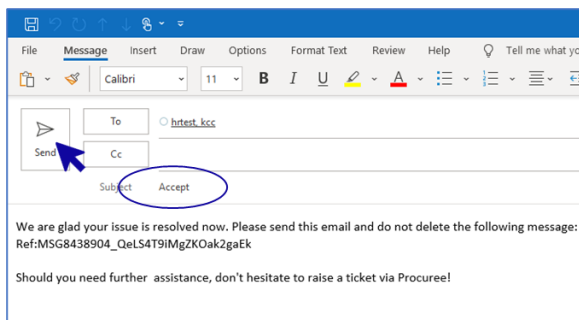 File Message Insert Draw Options Format Text Review Help Tell me what yo
Calibri 11 B I U A
To hrtest, kcc
Send Cc
Subject Accept
We are glad your issue is resolved now. Please send this email and do not delete the following message:
Ref:MSG8438904_QeLS4T9iMgZKOak2gaEk
Should you need further  assistance, don't hesitate to raise a ticket via Procuree!